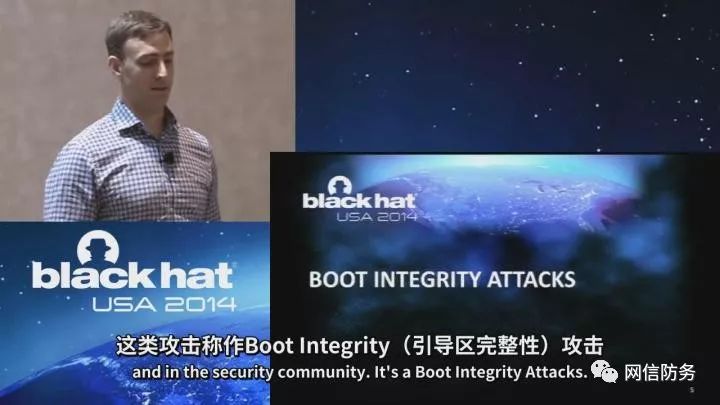 black hat
USA 2014
BOOT INTEGRITY ATTACKS
5
black hat
USA 2014
这类攻击称作Boot Integrity（引导区完整性）攻击
and in the security community. It's a Boot Integrity Attacks.
网信防务